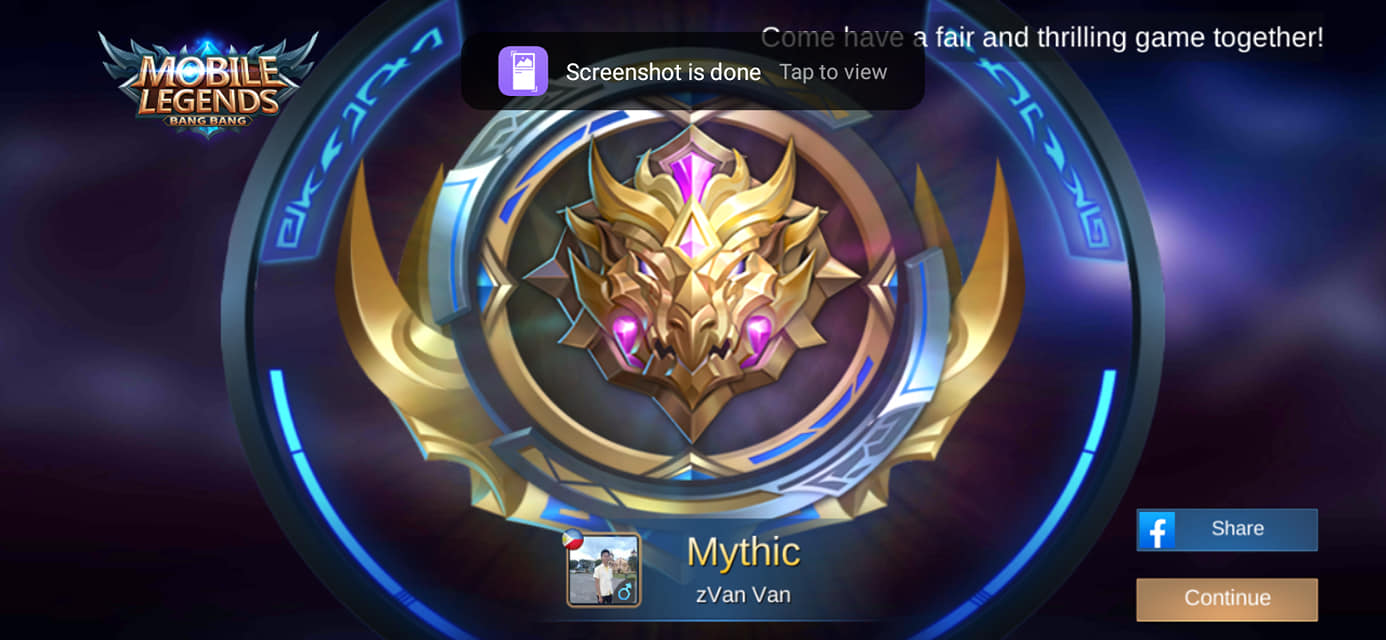 Come have a fair and thrilling game together!
MOBILE
LEGENDS
BANG BANG
Screenshot is done Tap to view
Mythic
zVan Van
Share
Continue